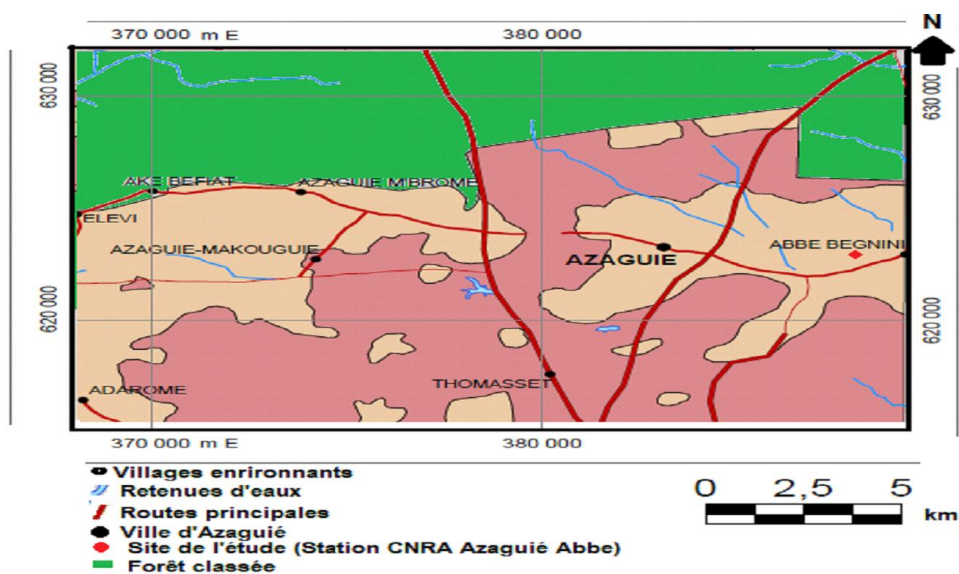 370 000 m E 380 000 N
630 000 630 000
AKE BEFIAT AZAGUIE M'BROME
ELEVI
AZAGUIE-MAKOUGUIE AZAGUIE ABBE BEGNINI
620 000 620 000
THOMASSET
ADAROME
370 000 m E 380 000
Villages enrironnants
Retenues d'eaux
Routes principales
Ville d'Azaguié
Site de l'étude (Station CNRA Azaguié Abbe)
Forêt classée
0 2,5 5
km